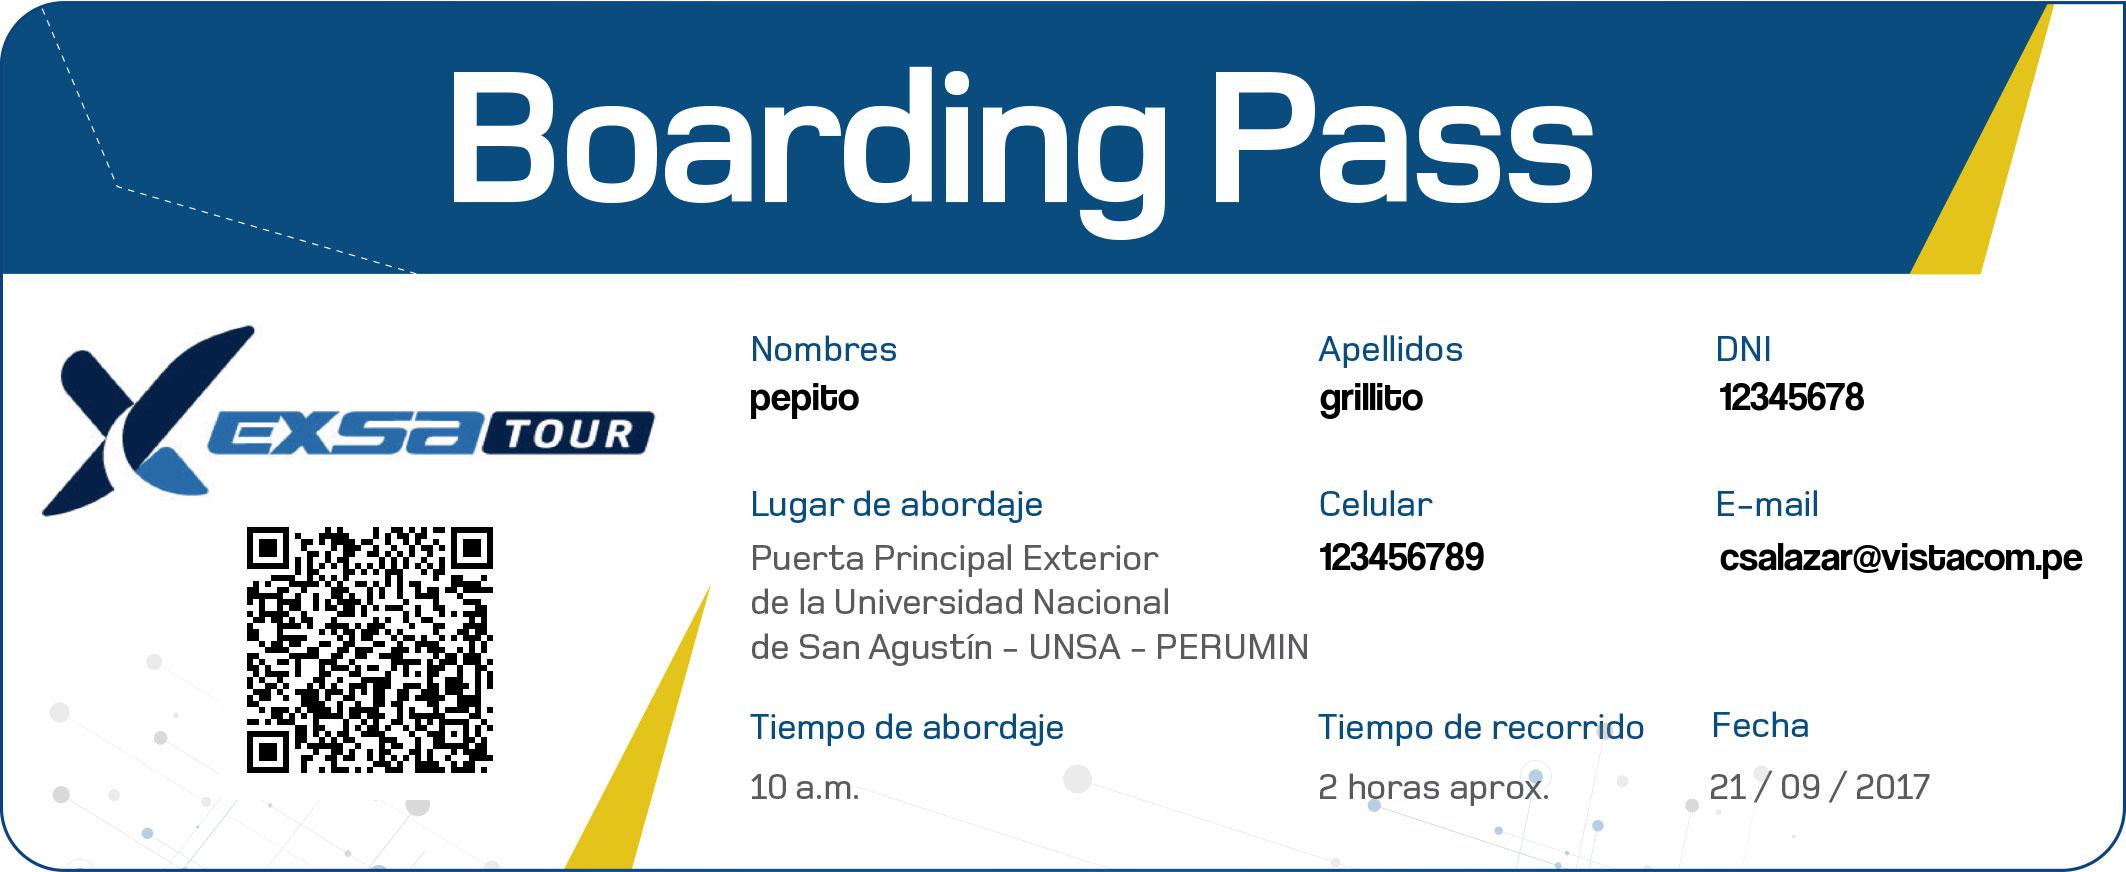 Boarding Pass
EXSA TOUR
Nombres
pepito
Apellidos
grillito
DNI
12345678
Lugar de abordaje
Puerta Principal Exterior
de la Universidad Nacional
de San Agustín - UNSA - PERUMIN
Celular
123456789
E-mail
csalazar@vistacom.pe
Tiempo de abordaje
10 a.m.
Tiempo de recorrido
2 horas aprox.
Fecha
21 / 09 / 2017